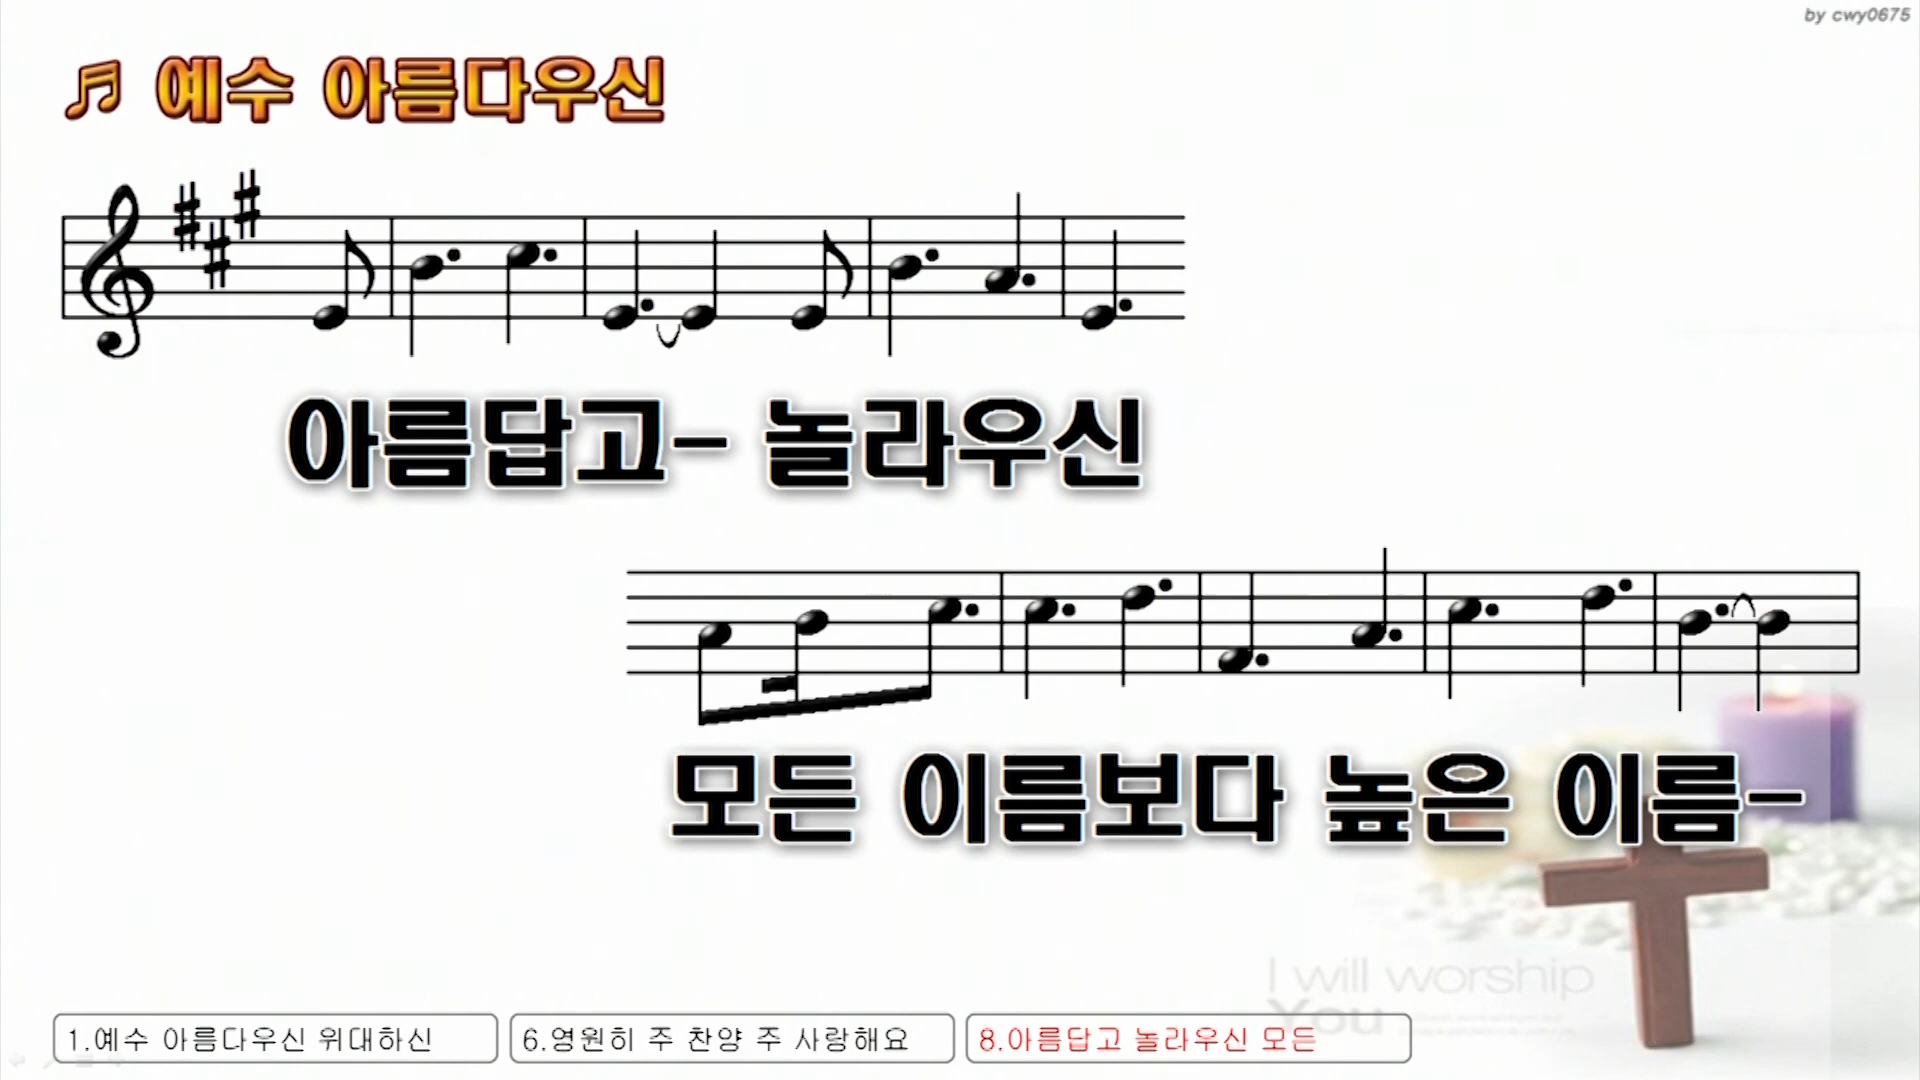 by cwy0675
예수 아름다우신
아름답고- 놀라우신
모든 이름보다 높은 이름-
I will worship
You
1.예수 아름다우신 위대하신
6.영원히 주 찬양 주 사랑해요
8.아름답고 놀라우신 모든